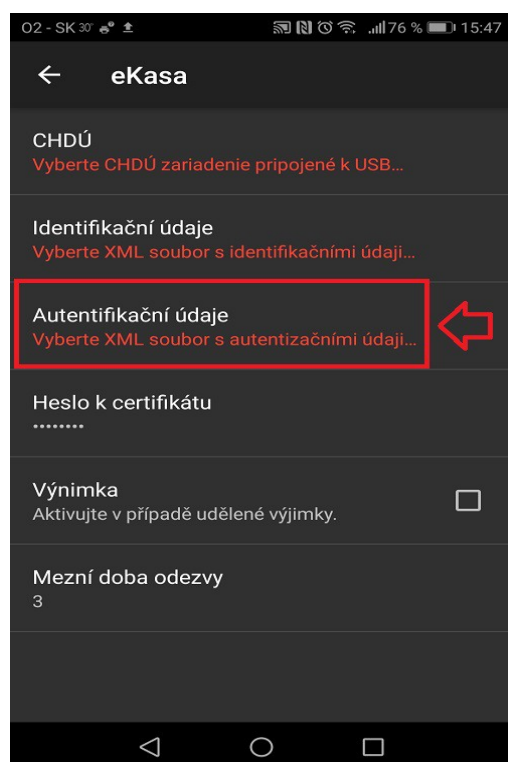 O2 - SK 30° 76 % 15:47
eKasa
CHDÚ
Vyberte CHDÚ zariadenie pripojené k USB...
Identifikační údaje
Vyberte XML soubor s identifikačními údaji...
Autentifikační údaje
Vyberte XML soubor s autentizačními údaji...
Heslo k certifikátu
••••••••
Výnimka
Aktivujte v případě udělené výjimky.
Mezní doba odezvy
3